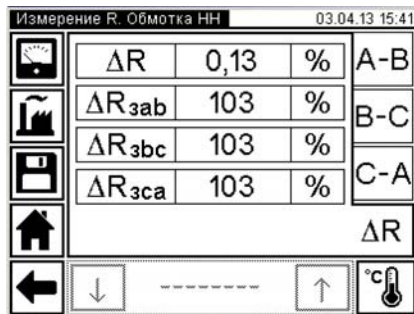 Измерение R. Обмотка НН 03.04.13 15:41
ΔR 0,13 % A-B
ΔRзab 103 %
B-C
ΔRзbc 103 %
ΔRзca 103 %
C-A
ΔR
↓ -------- ↑ °C